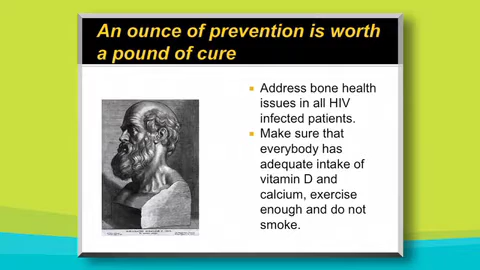 An ounce of prevention is worth
a pound of cure
Address bone health
issues in all HIV
infected patients.
Make sure that
everybody has
adequate intake of
vitamin D and
calcium, exercise
enough and do not
smoke.